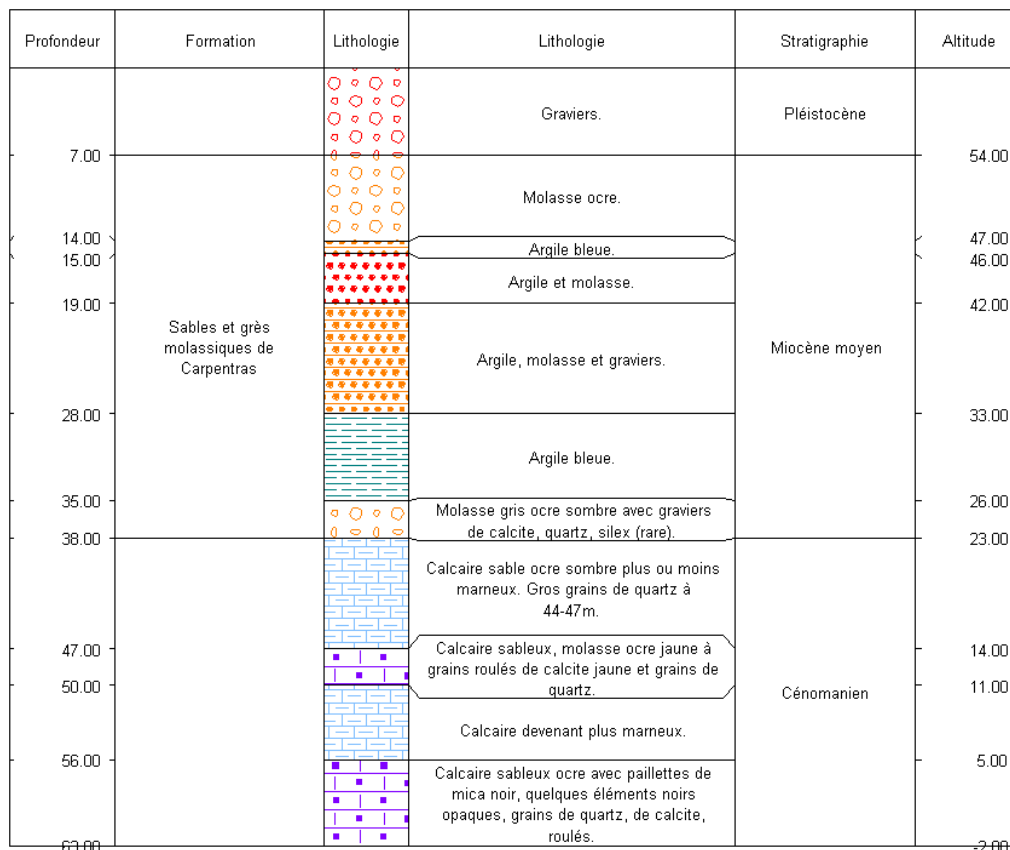 Profondeur Formation Lithologie Lithologie Stratigraphie Altitude
Graviers. Pléistocène
7.00 54.00
Molasse ocre.
14.00 47.00
Argile bleue.
15.00 46.00
Argile et molasse.
19.00 42.00
Sables et grès
molassiques de
Carpentras
Argile, molasse et graviers.
Miocène moyen
28.00 33.00
Argile bleue.
35.00 26.00
Molasse gris ocre sombre avec graviers
de calcite, quartz, silex (rare).
38.00 23.00
Calcaire sable ocre sombre plus ou moins
marneux. Gros grains de quartz à
44-47m.
47.00 14.00
Calcaire sableux, molasse ocre jaune à
grains roulés de calcite jaune et grains de
quartz.
50.00 11.00
Cénomanien
Calcaire devenant plus marneux.
56.00 5.00
Calcaire sableux ocre avec paillettes de
mica noir, quelques éléments noirs
opaques, grains de quartz, de calcite,
roulés.
63.00 -2.00